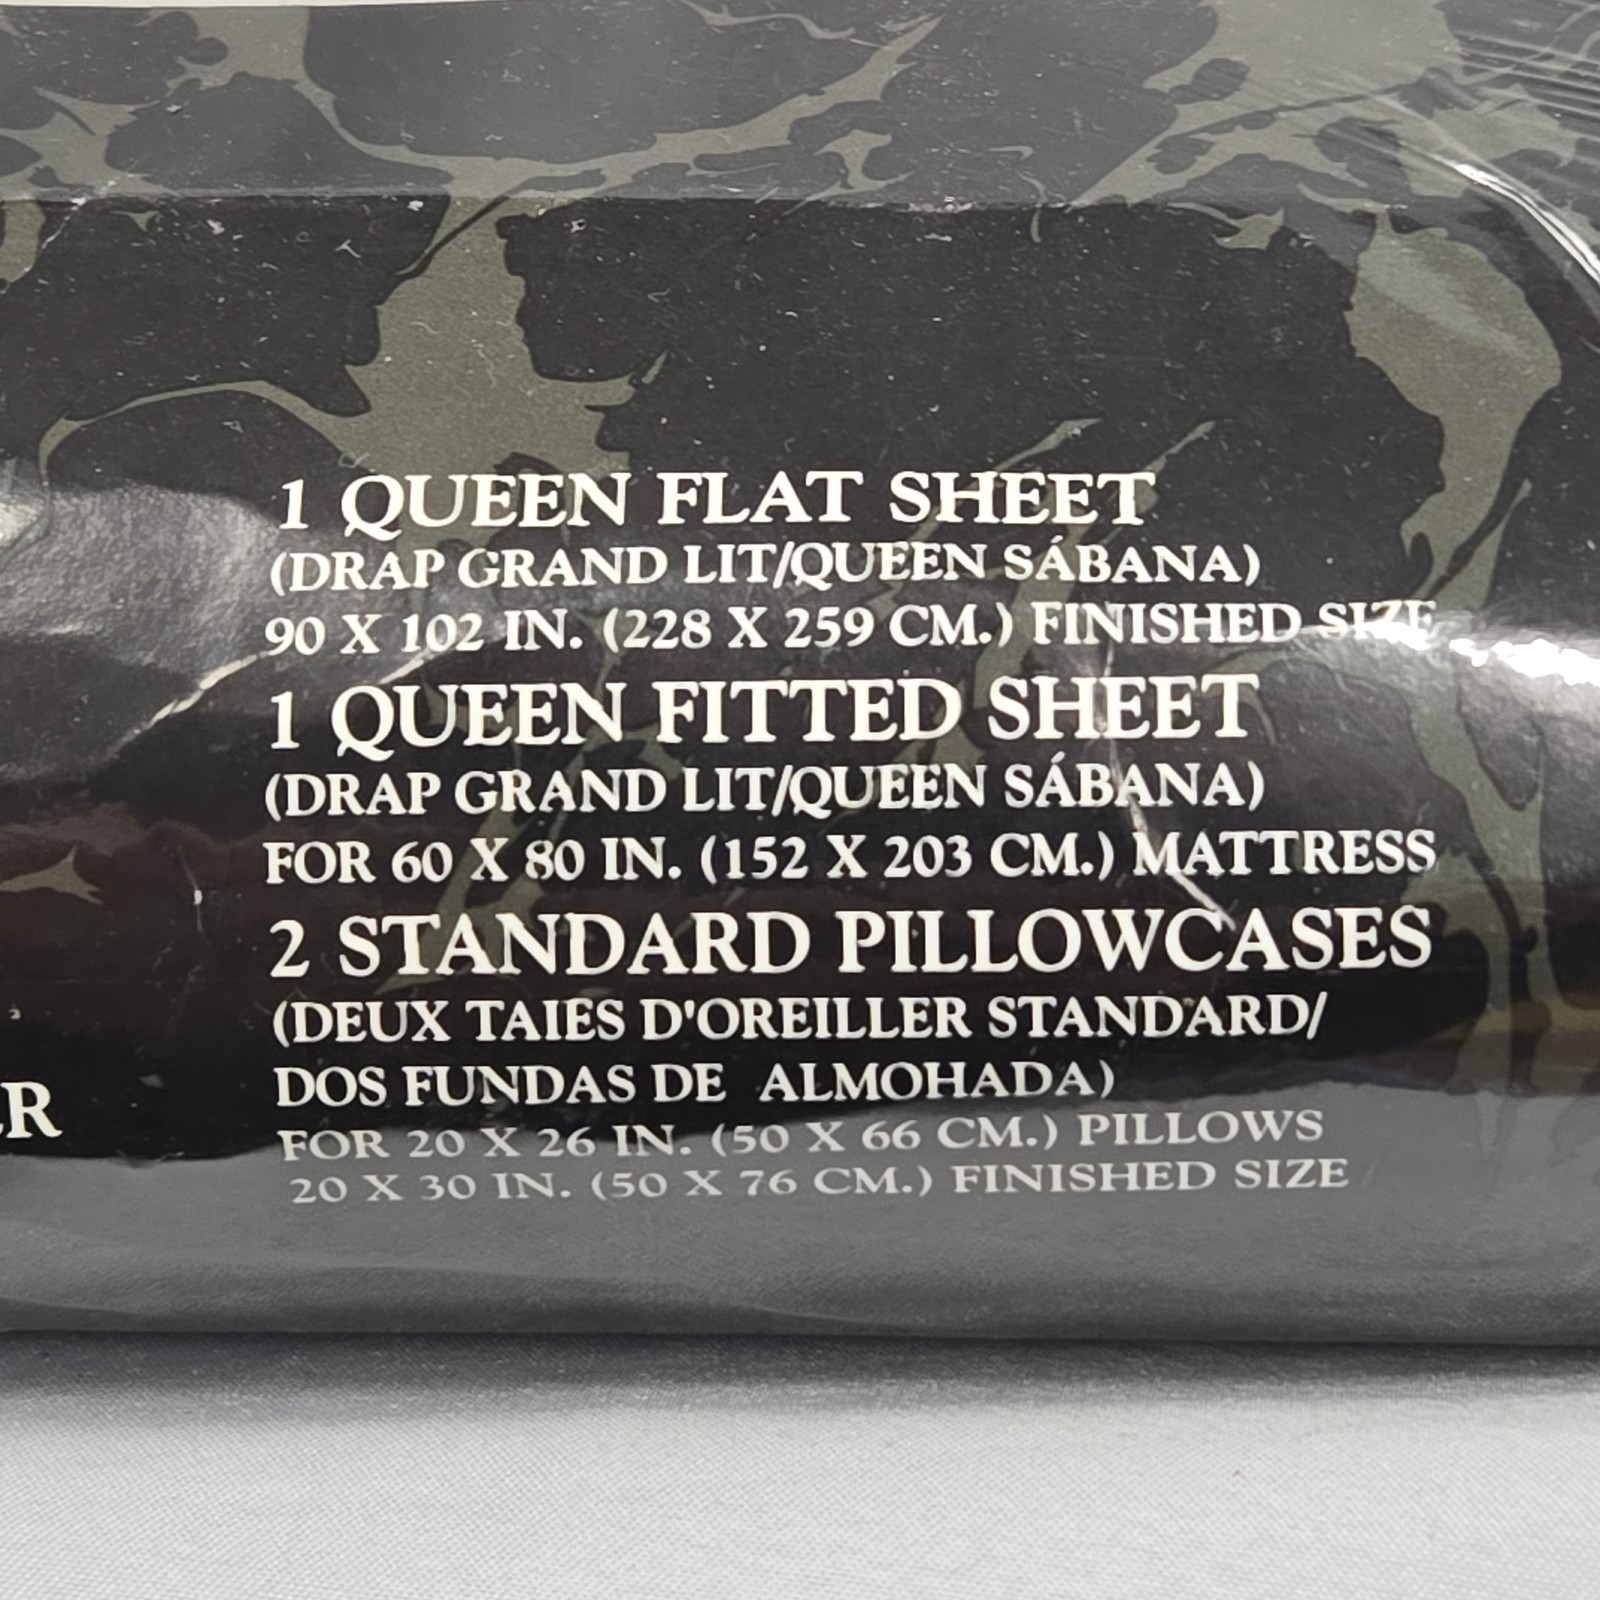 1 QUEEN FLAT SHEET
(DRAP GRAND LIT/QUEEN SÁBANA)
90 X 102 IN. (228 X 259 CM.) FINISHED SIZE
1 QUEEN FITTED SHEET
(DRAP GRAND LIT/QUEEN SÁBANA)
FOR 60 X 80 IN. (152 X 203 CM.) MATTRESS
2 STANDARD PILLOWCASES
(DEUX TAIES D'OREILLER STANDARD/
DOS FUNDAS DE ALMOHADA)
FOR 20 X 26 IN. (50 X 66 CM.) PILLOWS
20 X 30 IN. (50 X 76 CM.) FINISHED SIZE